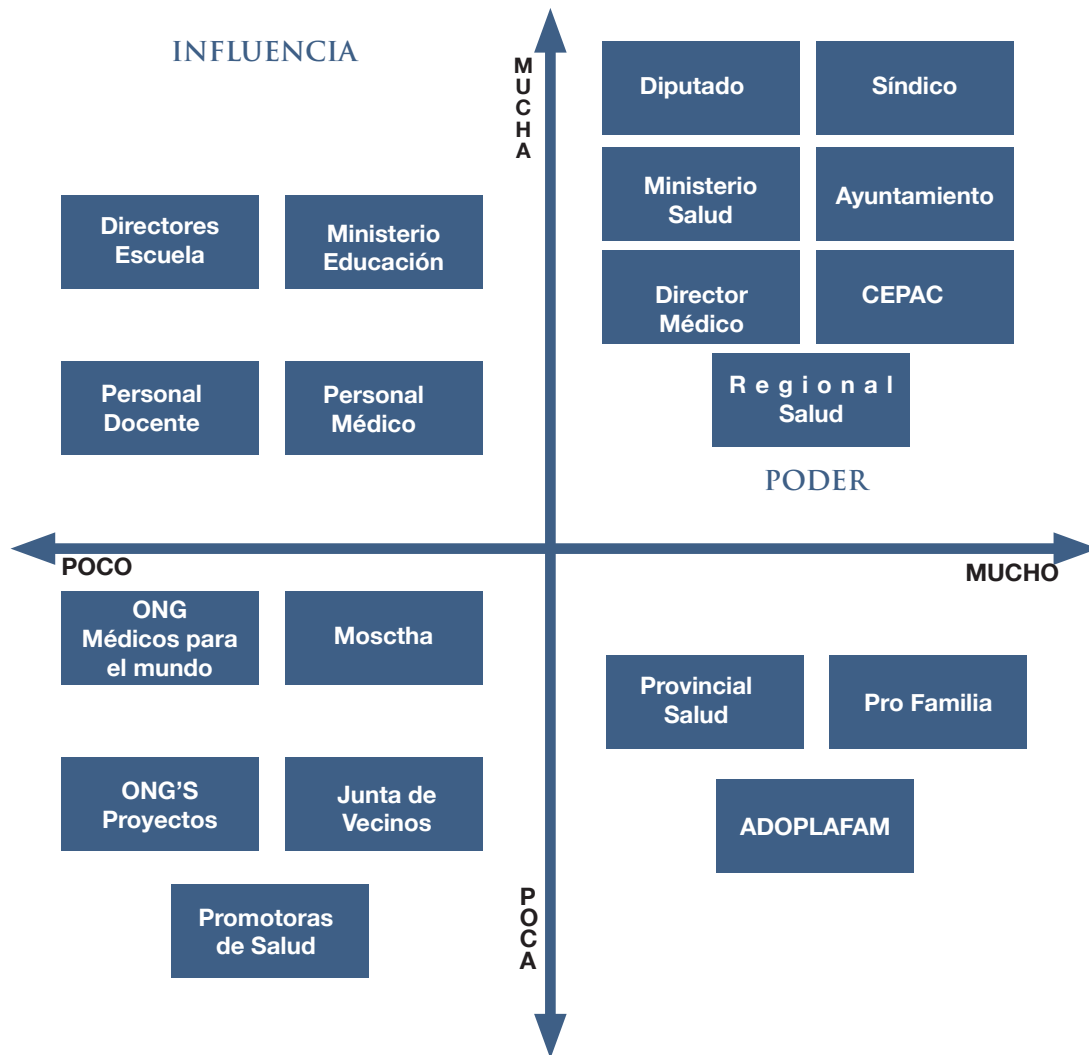 INFLUENCIA
MUCHA
Diputado
Síndico
Ministerio
Salud
Ayuntamiento
Directores
Escuela
Ministerio
Educación
Director
Médico
CEPAC
Personal
Docente
Personal
Médico
Regional
Salud
PODER
POCO
MUCHO
ONG
Médicos para
el mundo
Mosctha
Provincial
Salud
Pro Familia
ONG'S
Proyectos
Junta de
Vecinos
ADOPLAFAM
Promotoras
de Salud
POCA